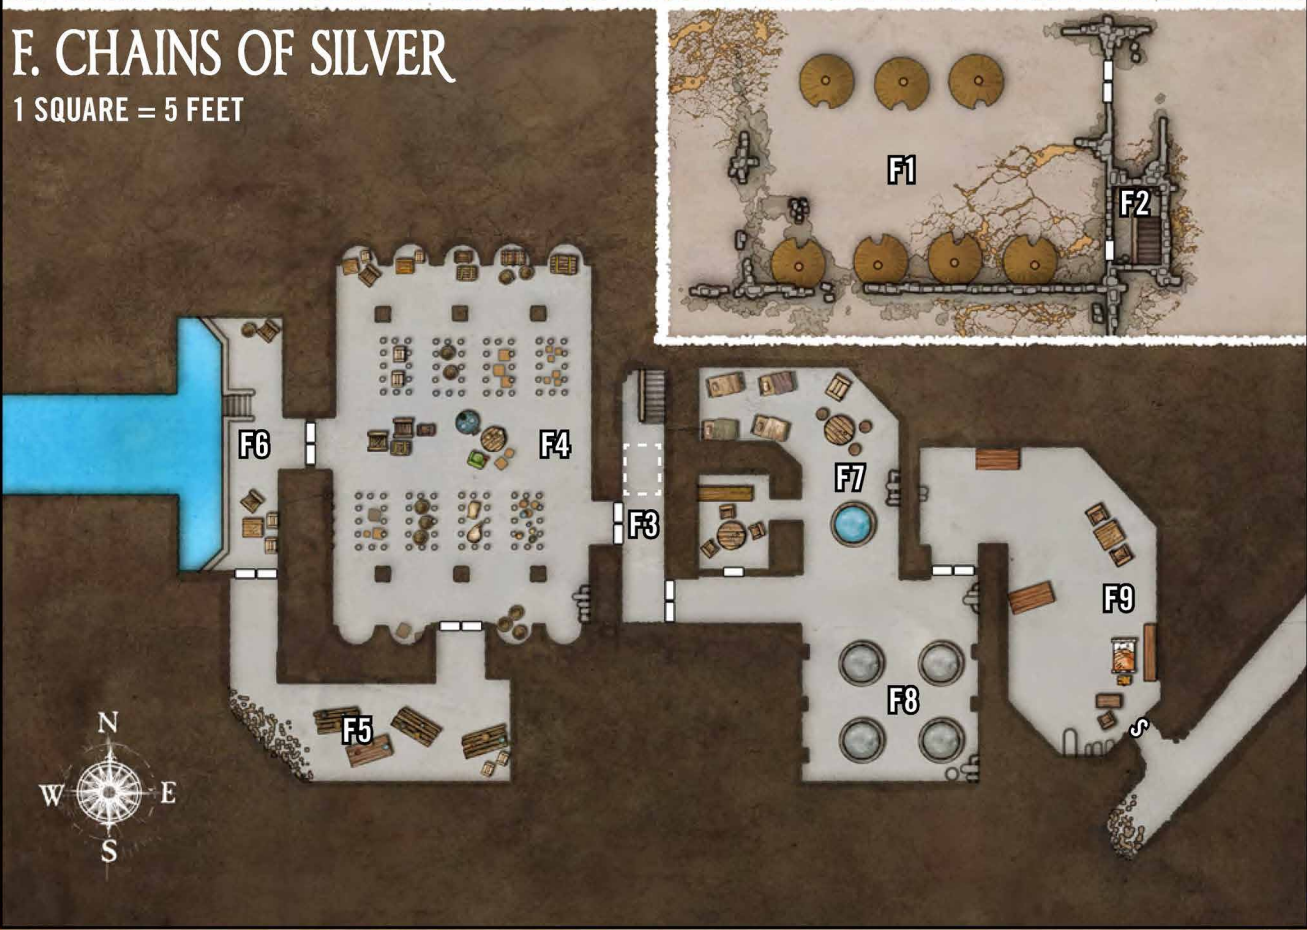 F. CHAINS OF SILVER
1 SQUARE = 5 FEET
F1
F2
F6
F4
F3
F7
F9
F5
F8
S
N
W E
S